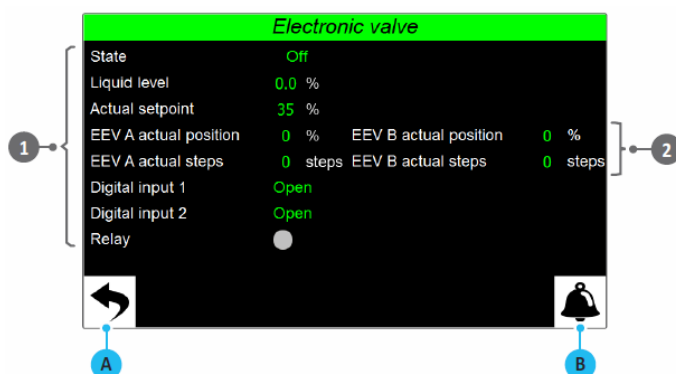 Electronic valve
State Off
Liquid level 0.0 %
Actual setpoint 35 %
EEV A actual position 0 % EEV B actual position 0 %
EEV A actual steps 0 steps EEV B actual steps 0 steps
Digital input 1 Open
Digital input 2 Open
Relay
1
2
A
B